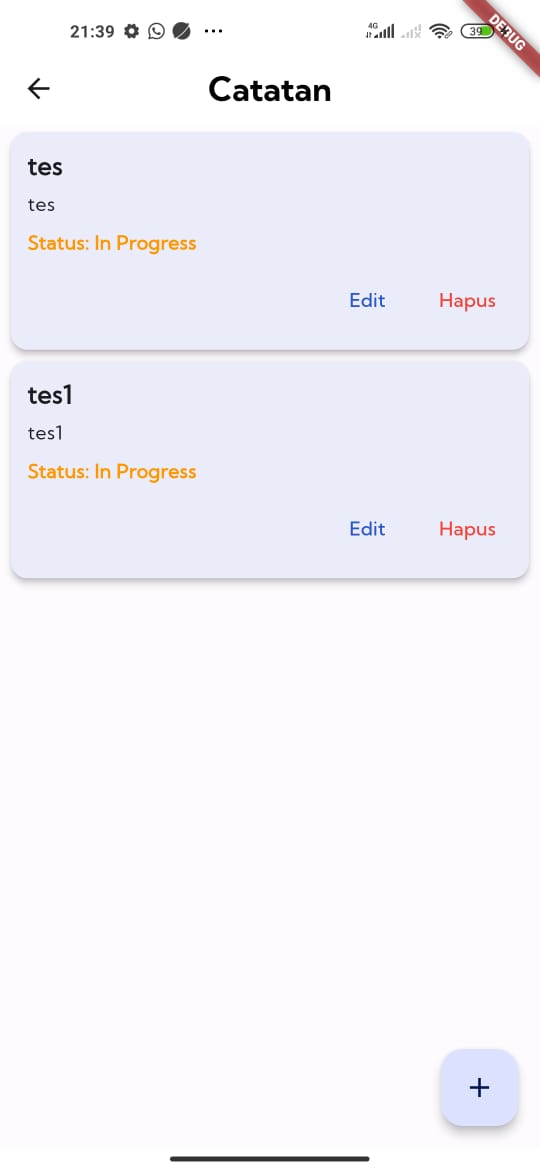 21:39
4G
39
DEBUG
Catatan
tes
tes
Status: In Progress
Edit Hapus
tes1
tes1
Status: In Progress
Edit Hapus
+